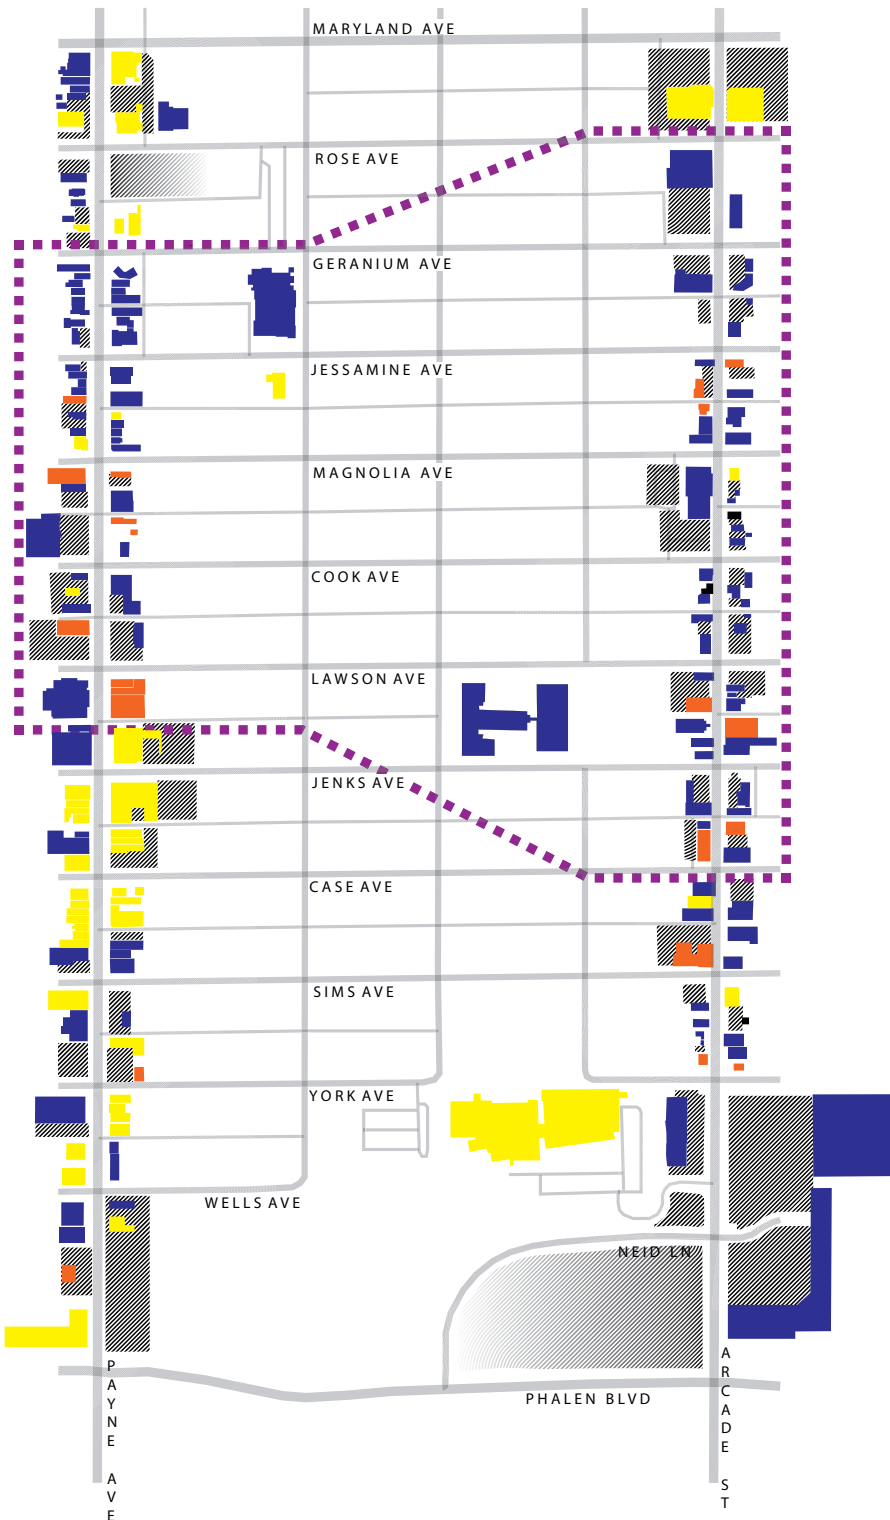 MARYLAND AVE
ROSE AVE
GERANIUM AVE
JESSAMINE AVE
MAGNOLIA AVE
COOK AVE
LAWSON AVE
JENKS AVE
CASE AVE
SIMS AVE
YORK AVE
WELLS AVE
NEID LN
PHALEN BLVD
PAYNE AVE
ARCADE ST